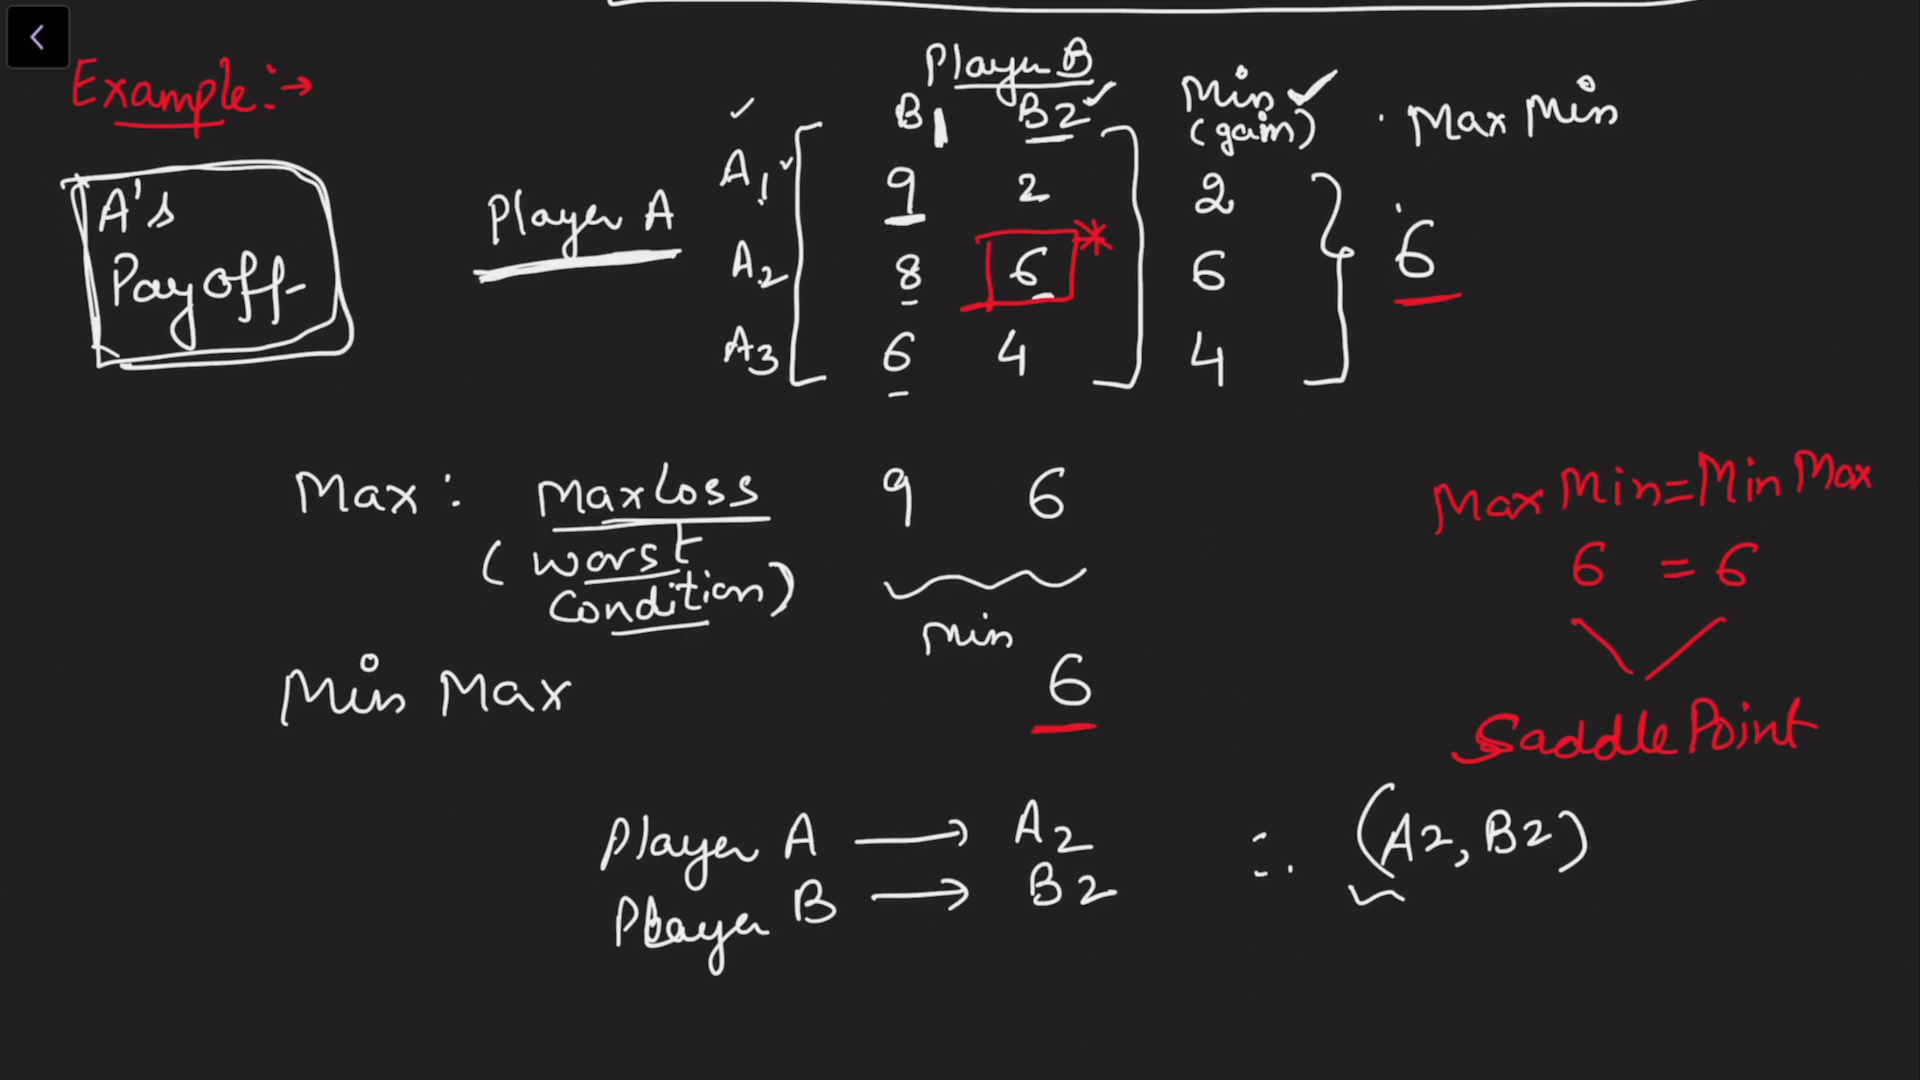 Example:→
Player B
B1 B2 Min (gain) Max Min
A's Payoff
Player A
A1 9 2 2
A2 8 6* 6 6
A3 6 4 4
Max: Max Loss 9 6
(worst condition)
Min
Min Max 6
Max Min = Min Max
6 = 6
Saddle Point
Player A → A2
Player B → B2
∴ (A2, B2)